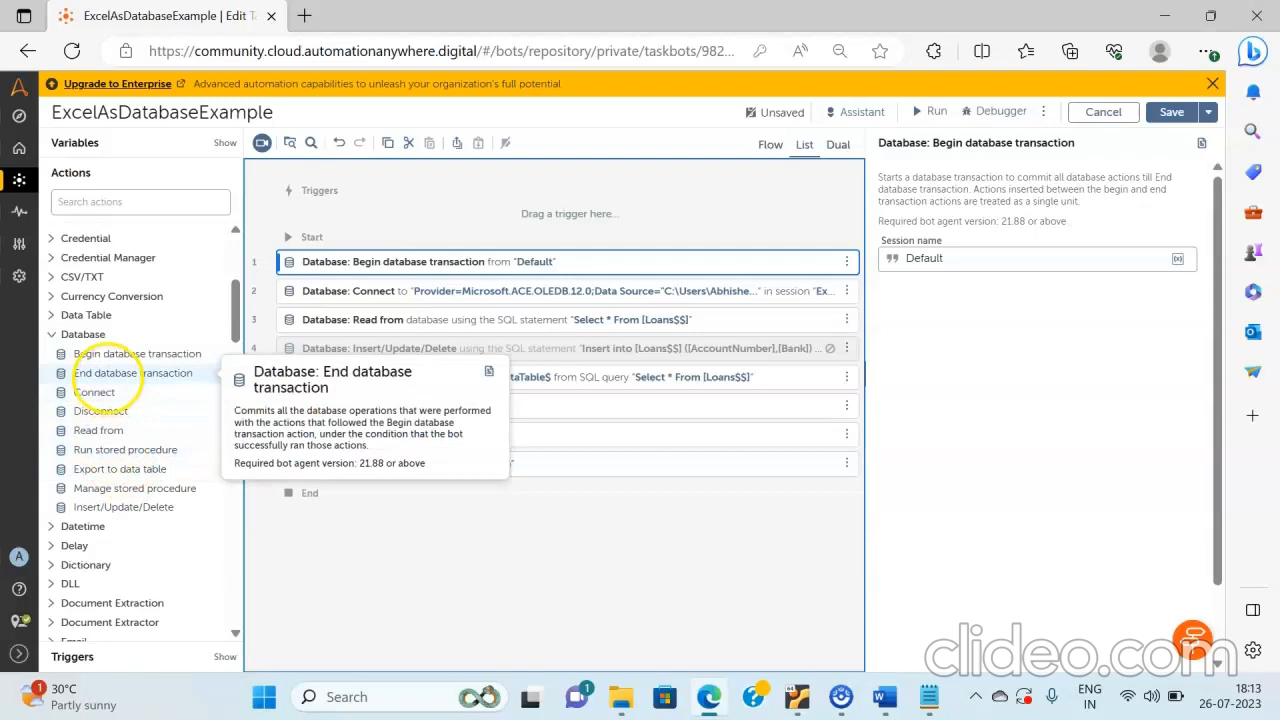 ExcelAsDatabaseExample | Edit T
https://community.cloud.automationanywhere.digital/#/bots/repository/private/taskbots/982...
Upgrade to Enterprise Advanced automation capabilities to unleash your organization's full potential
ExcelAsDatabaseExample
Unsaved
Assistant
Run
Debugger
Cancel
Save
Variables
Show
Flow
List
Dual
Database: Begin database transaction
Actions
Search actions
Credential
Credential Manager
CSV/TXT
Currency Conversion
Data Table
Database
Begin database transaction
End database transaction
Connect
Disconnect
Read from
Run stored procedure
Export to data table
Manage stored procedure
Insert/Update/Delete
Datetime
Delay
Dictionary
DLL
Document Extraction
Document Extractor
Email
Triggers
Show
Triggers
Drag a trigger here...
Start
1 Database: Begin database transaction from "Default"
2 Database: Connect to "Provider=Microsoft.ACE.OLEDB.12.0;Data Source="C:\Users\Abhishe..." in session "Ex...
3 Database: Read from database using the SQL statement "Select * From [Loans$$]"
4 Database: Insert/Update/Delete using the SQL statement "Insert into [Loans$$] ([AccountNumber],[Bank]) ...
ataTable$ from SQL query "Select * From [Loans$$]"
End
Database: End database
transaction
Commits all the database operations that were performed
with the actions that followed the Begin database
transaction action, under the condition that the bot
successfully ran those actions.
Required bot agent version: 21.88 or above
Starts a database transaction to commit all database actions till End
database transaction. Actions inserted between the begin and end
transaction actions are treated as a single unit.
Required bot agent version: 21.88 or above
Session name
Default
clideo.com
30°C
Partly sunny
Search
ENG
IN
18:13
26-07-2023